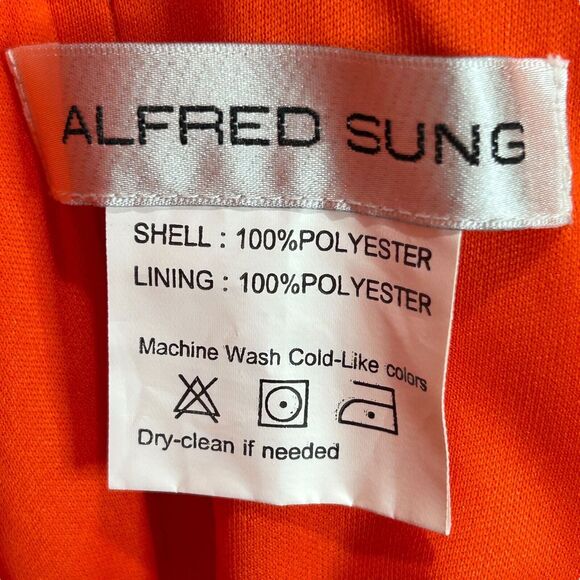 ALFRED SUNG
SHELL : 100%POLYESTER
LINING : 100%POLYESTER
Machine Wash Cold-Like colors
Dry-clean if needed